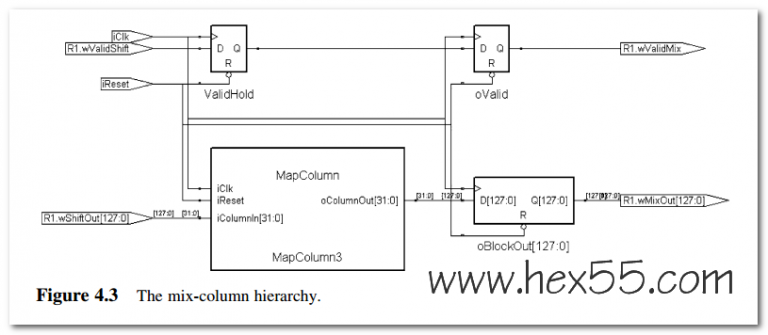 iClk
R1.wValidShift
D Q
R
ValidHold
D Q
R
oValid
R1.wValidMix
iReset
MapColumn
iClk
iReset
oColumnOut[31:0]
iColumnIn[31:0]
MapColumn3
R1.wShiftOut[127:0]
[127:0] [31:0]
[31:0] [127:0]
D[127:0] Q[127:0]
R
oBlockOut[127:0]
R1.wMixOut[127:0]
www.hex55.com
Figure 4.3 The mix-column hierarchy.